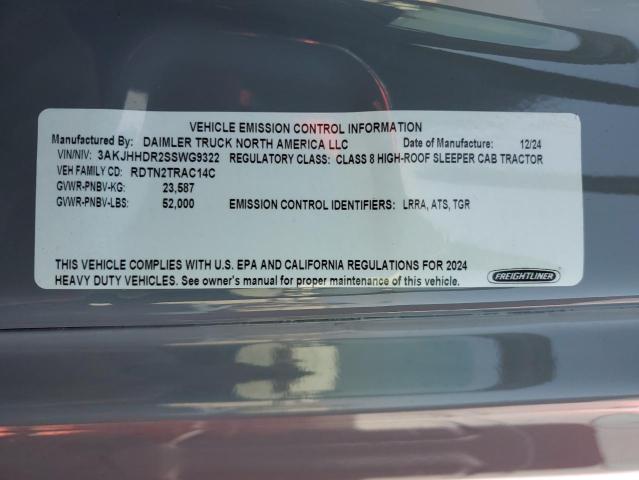 VEHICLE EMISSION CONTROL INFORMATION
Manufactured By: DAIMLER TRUCK NORTH AMERICA LLC Date of Manufacture: 12/24
VIN/NIV: 3AKJHHDR2SSWG9322 REGULATORY CLASS: CLASS 8 HIGH-ROOF SLEEPER CAB TRACTOR
VEH FAMILY CD: RDTN2TRAC14C
GVWR-PNBV-KG: 23,587
GVWR-PNBV-LBS: 52,000 EMISSION CONTROL IDENTIFIERS: LRRA, ATS, TGR
THIS VEHICLE COMPLIES WITH U.S. EPA AND CALIFORNIA REGULATIONS FOR 2024
HEAVY DUTY VEHICLES. See owner's manual for proper maintenance of this vehicle.
FREIGHTLINER